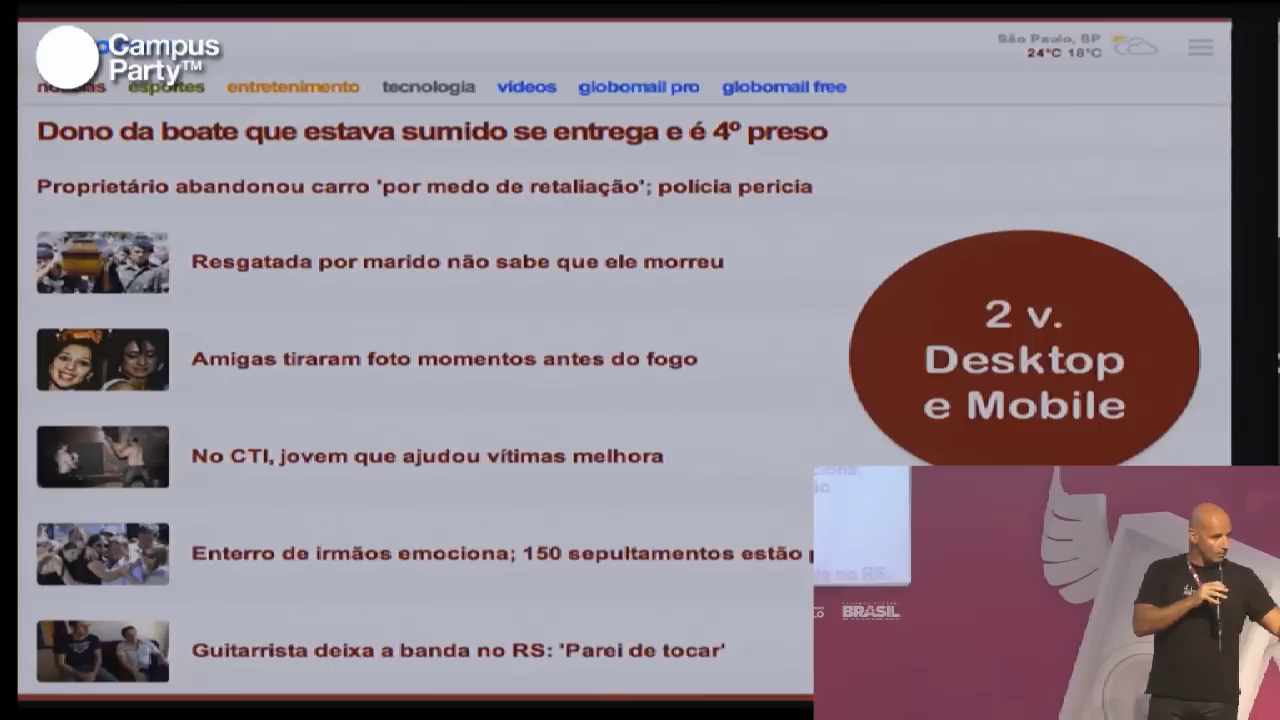 Campus
Party™
São Paulo, SP
24°C 18°C
esportes entretenimento tecnologia vídeos globomail pro globomail free
Dono da boate que estava sumido se entrega e é 4º preso
Proprietário abandonou carro 'por medo de retaliação'; polícia pericia
Resgatada por marido não sabe que ele morreu
Amigas tiraram foto momentos antes do fogo
No CTI, jovem que ajudou vítimas melhora
Enterro de irmãos emociona; 150 sepultamentos estão
Guitarrista deixa a banda no RS: 'Parei de tocar'
2 v.
Desktop
e Mobile
no RS:
BRASIL